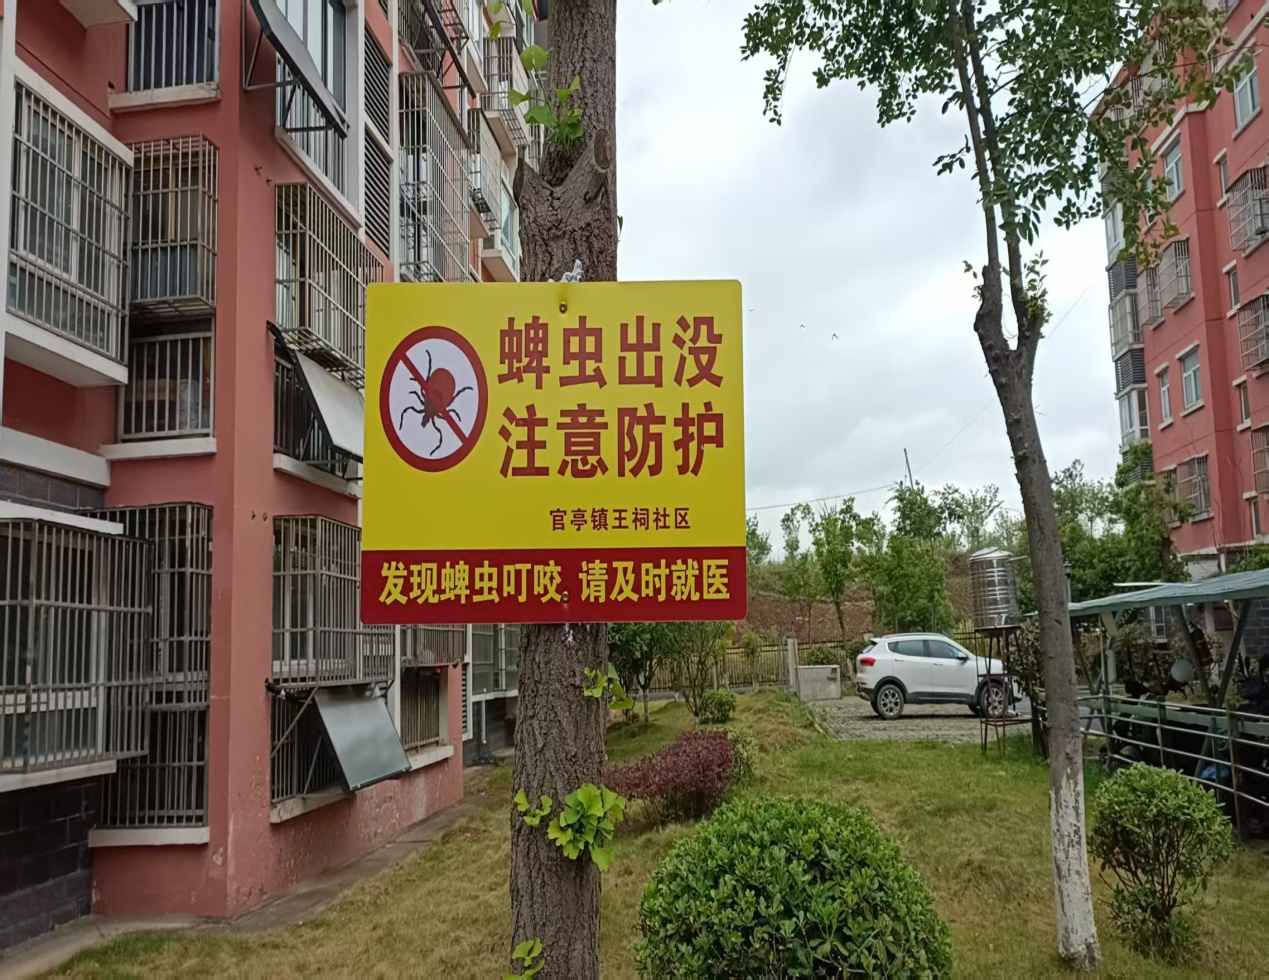 蜱虫出没
注意防护
官亭镇王祠社区
发现蜱虫叮咬.请及时就医